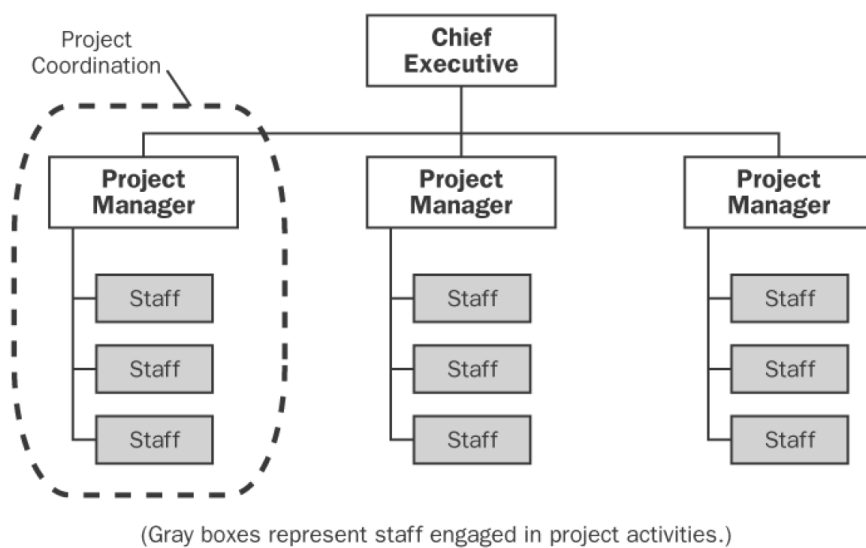 Project
Coordination
Chief
Executive
Project
Manager
Project
Manager
Project
Manager
Staff
Staff
Staff
Staff
Staff
Staff
Staff
Staff
Staff
(Gray boxes represent staff engaged in project activities.)